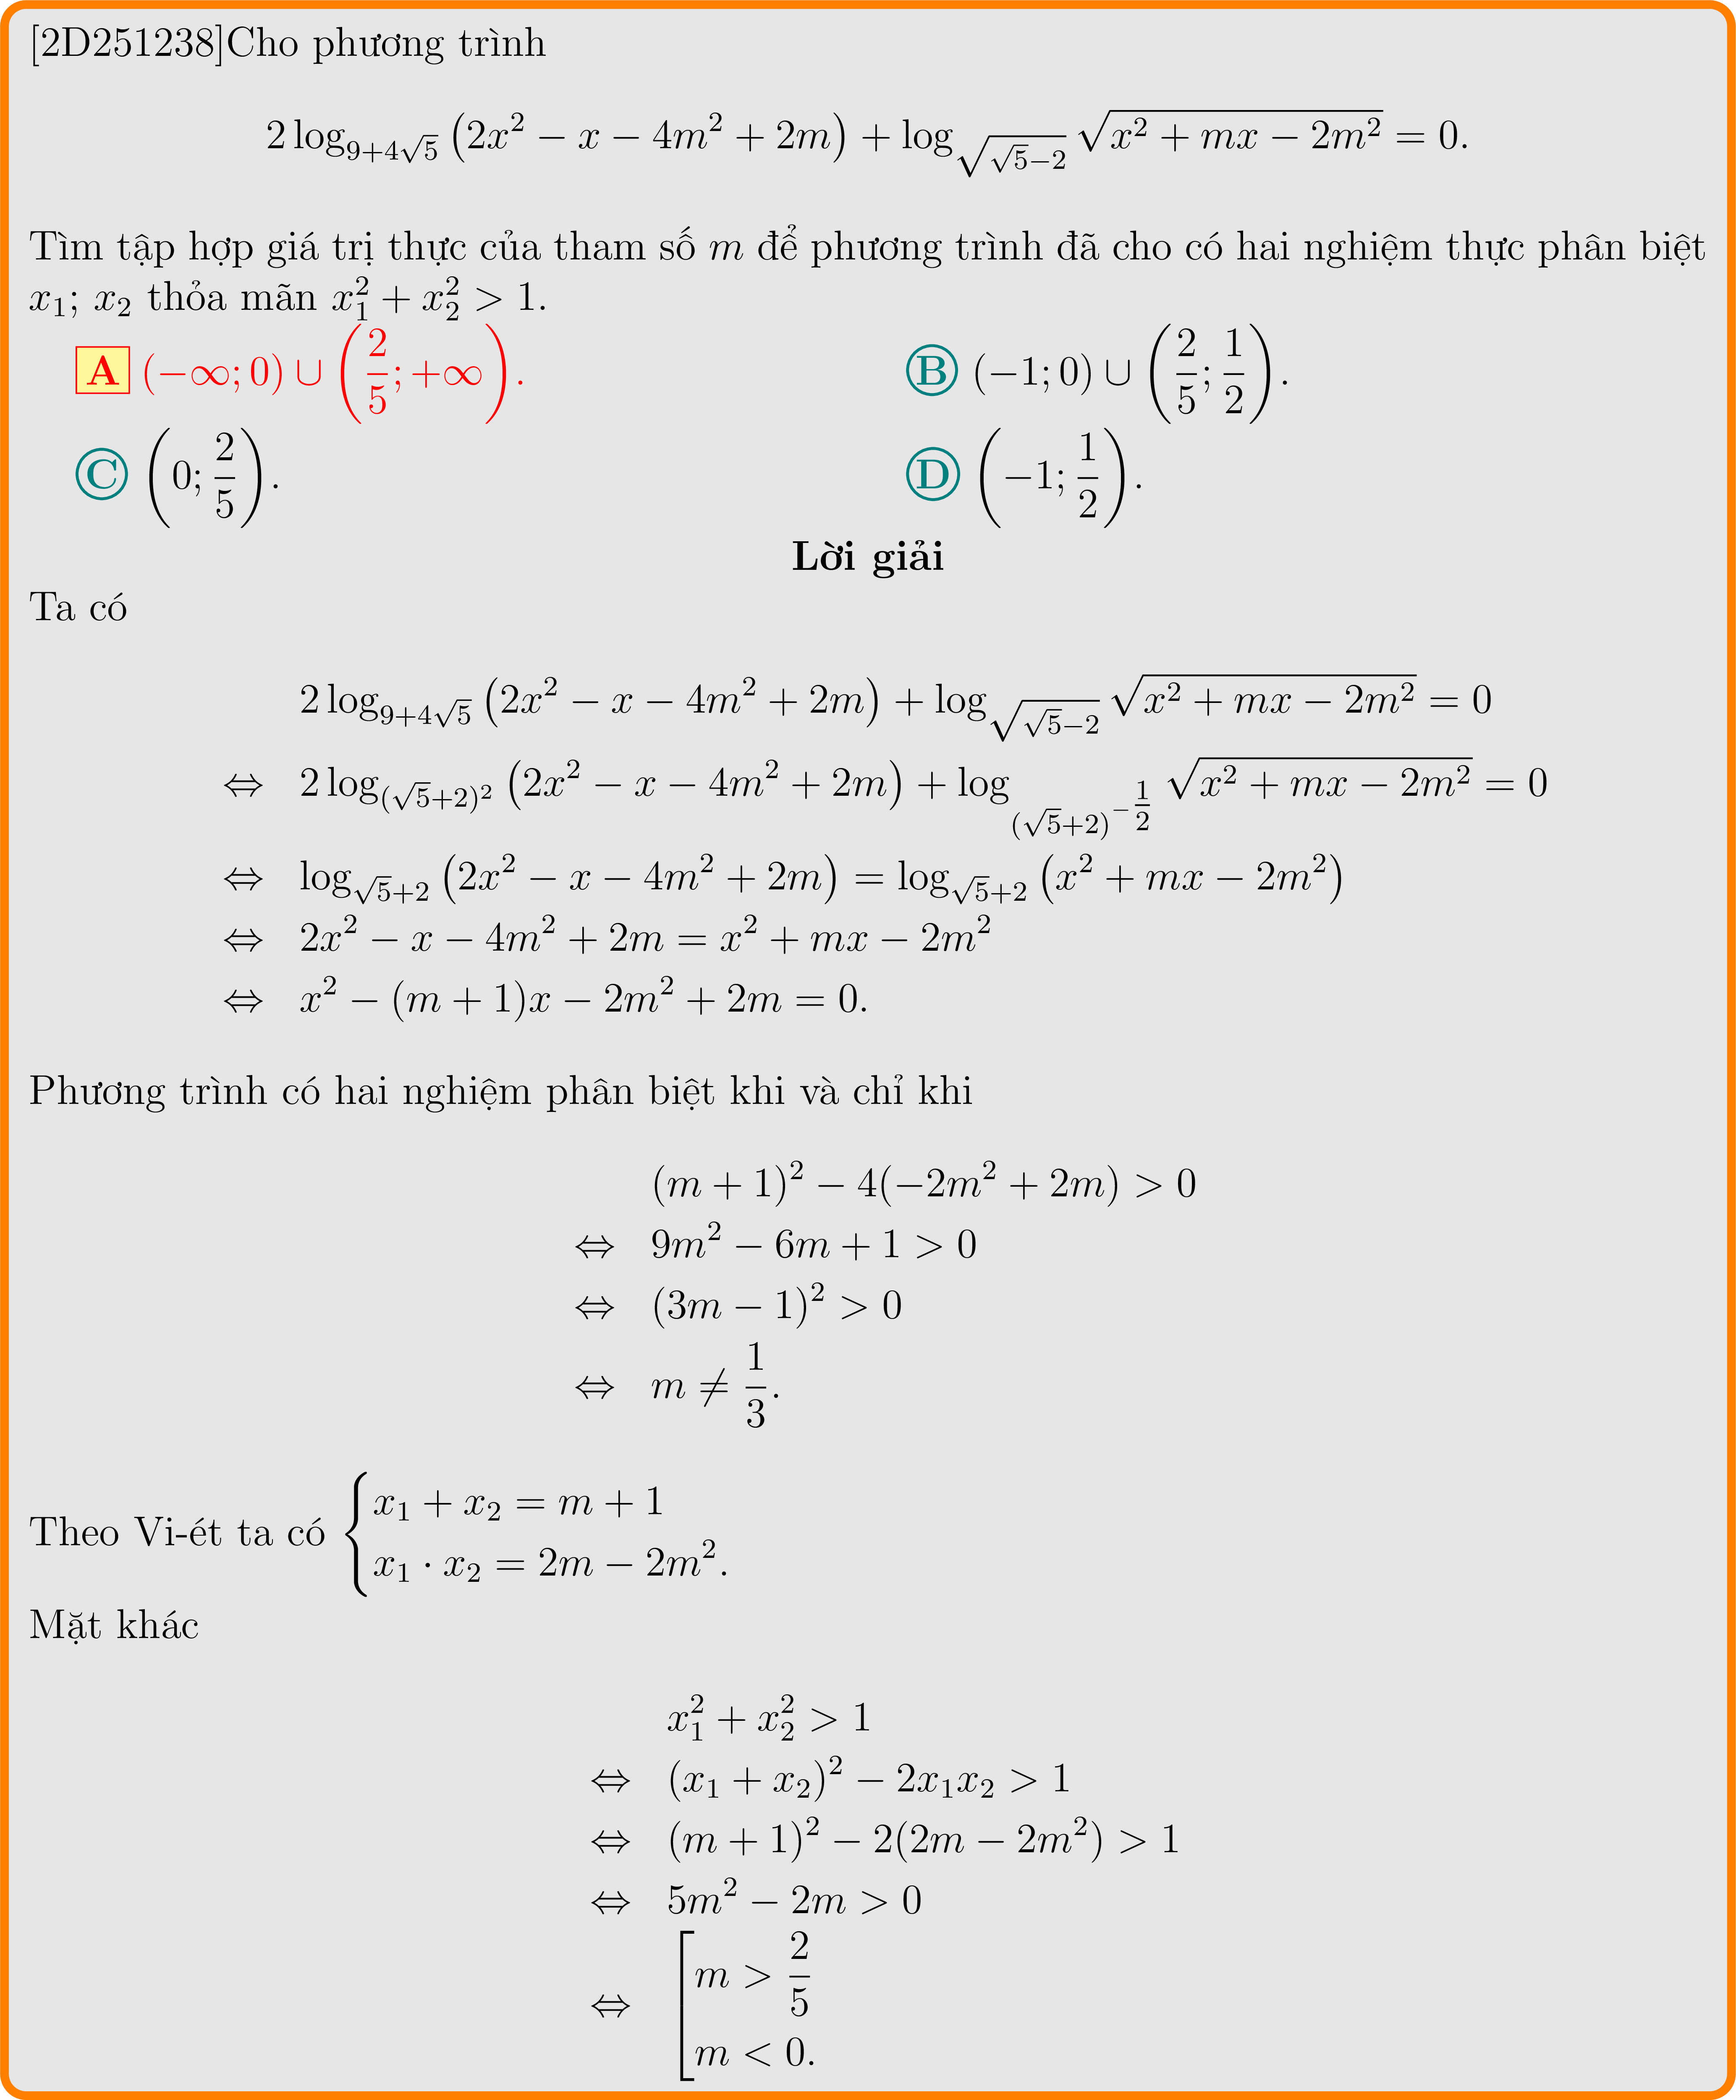 [2D251238]Cho phương trình
$2\log_{9+4\sqrt{5}}\left(2x^2-x-4m^2+2m\right)+\log_{\sqrt{\sqrt{5}-2}}\sqrt{x^2+mx-2m^2}=0.$
Tìm tập hợp giá trị thực của tham số $m$ để phương trình đã cho có hai nghiệm thực phân biệt
$x_1$; $x_2$ thỏa mãn $x_1^2+x_2^2>1$.
A $(-\infty;0)\cup\left(\dfrac{2}{5};+\infty\right)$. B $(-1;0)\cup\left(\dfrac{2}{5};\dfrac{1}{2}\right)$.
C $\left(0;\dfrac{2}{5}\right)$. D $\left(-1;\dfrac{1}{2}\right)$.
Lời giải
Ta có
$2\log_{9+4\sqrt{5}}\left(2x^2-x-4m^2+2m\right)+\log_{\sqrt{\sqrt{5}-2}}\sqrt{x^2+mx-2m^2}=0$
$\Leftrightarrow 2\log_{(\sqrt{5}+2)^2}\left(2x^2-x-4m^2+2m\right)+\log_{(\sqrt{5}+2)^{-\dfrac{1}{2}}}\sqrt{x^2+mx-2m^2}=0$
$\Leftrightarrow \log_{\sqrt{5}+2}\left(2x^2-x-4m^2+2m\right)=\log_{\sqrt{5}+2}\left(x^2+mx-2m^2\right)$
$\Leftrightarrow 2x^2-x-4m^2+2m=x^2+mx-2m^2$
$\Leftrightarrow x^2-(m+1)x-2m^2+2m=0.$
Phương trình có hai nghiệm phân biệt khi và chỉ khi
$(m+1)^2-4(-2m^2+2m)>0$
$\Leftrightarrow 9m^2-6m+1>0$
$\Leftrightarrow (3m-1)^2>0$
$\Leftrightarrow m\neq\dfrac{1}{3}.$
Theo Vi-ét ta có $\begin{cases}x_1+x_2=m+1\\x_1\cdot x_2=2m-2m^2.\end{cases}$
Mặt khác
$x_1^2+x_2^2>1$
$\Leftrightarrow (x_1+x_2)^2-2x_1x_2>1$
$\Leftrightarrow (m+1)^2-2(2m-2m^2)>1$
$\Leftrightarrow 5m^2-2m>0$
$\Leftrightarrow \left[\begin{array}{l}m>\dfrac{2}{5}\\m<0.\end{array}\right.$